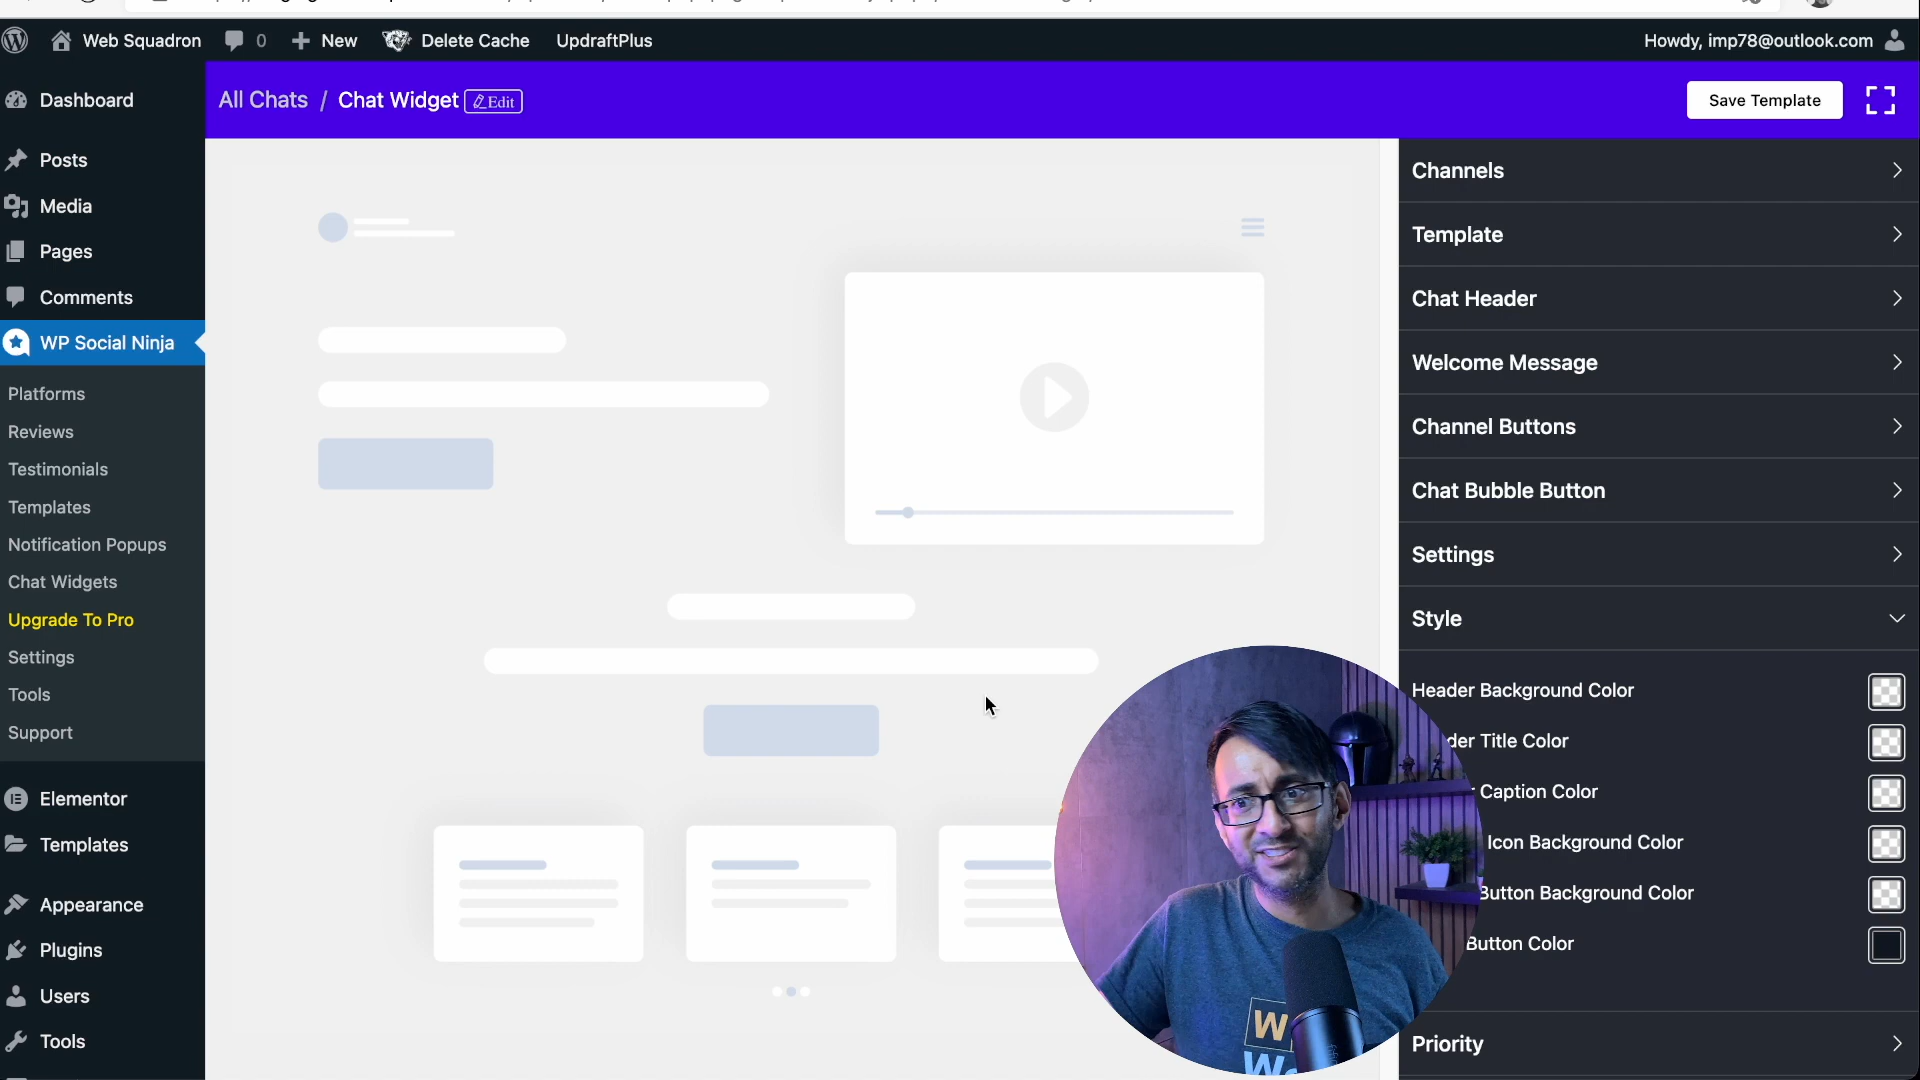 Web Squadron
0
New
Delete Cache
UpdraftPlus
Howdy, imp78@outlook.com
All Chats / Chat Widget
Edit
Save Template
Dashboard
Posts
Media
Pages
Comments
WP Social Ninja
Platforms
Reviews
Testimonials
Templates
Notification Popups
Chat Widgets
Upgrade To Pro
Settings
Tools
Support
Elementor
Templates
Appearance
Plugins
Users
Tools
Channels
Template
Chat Header
Welcome Message
Channel Buttons
Chat Bubble Button
Settings
Style
Header Background Color
der Title Color
Caption Color
Icon Background Color
Button Background Color
Button Color
Priority
W